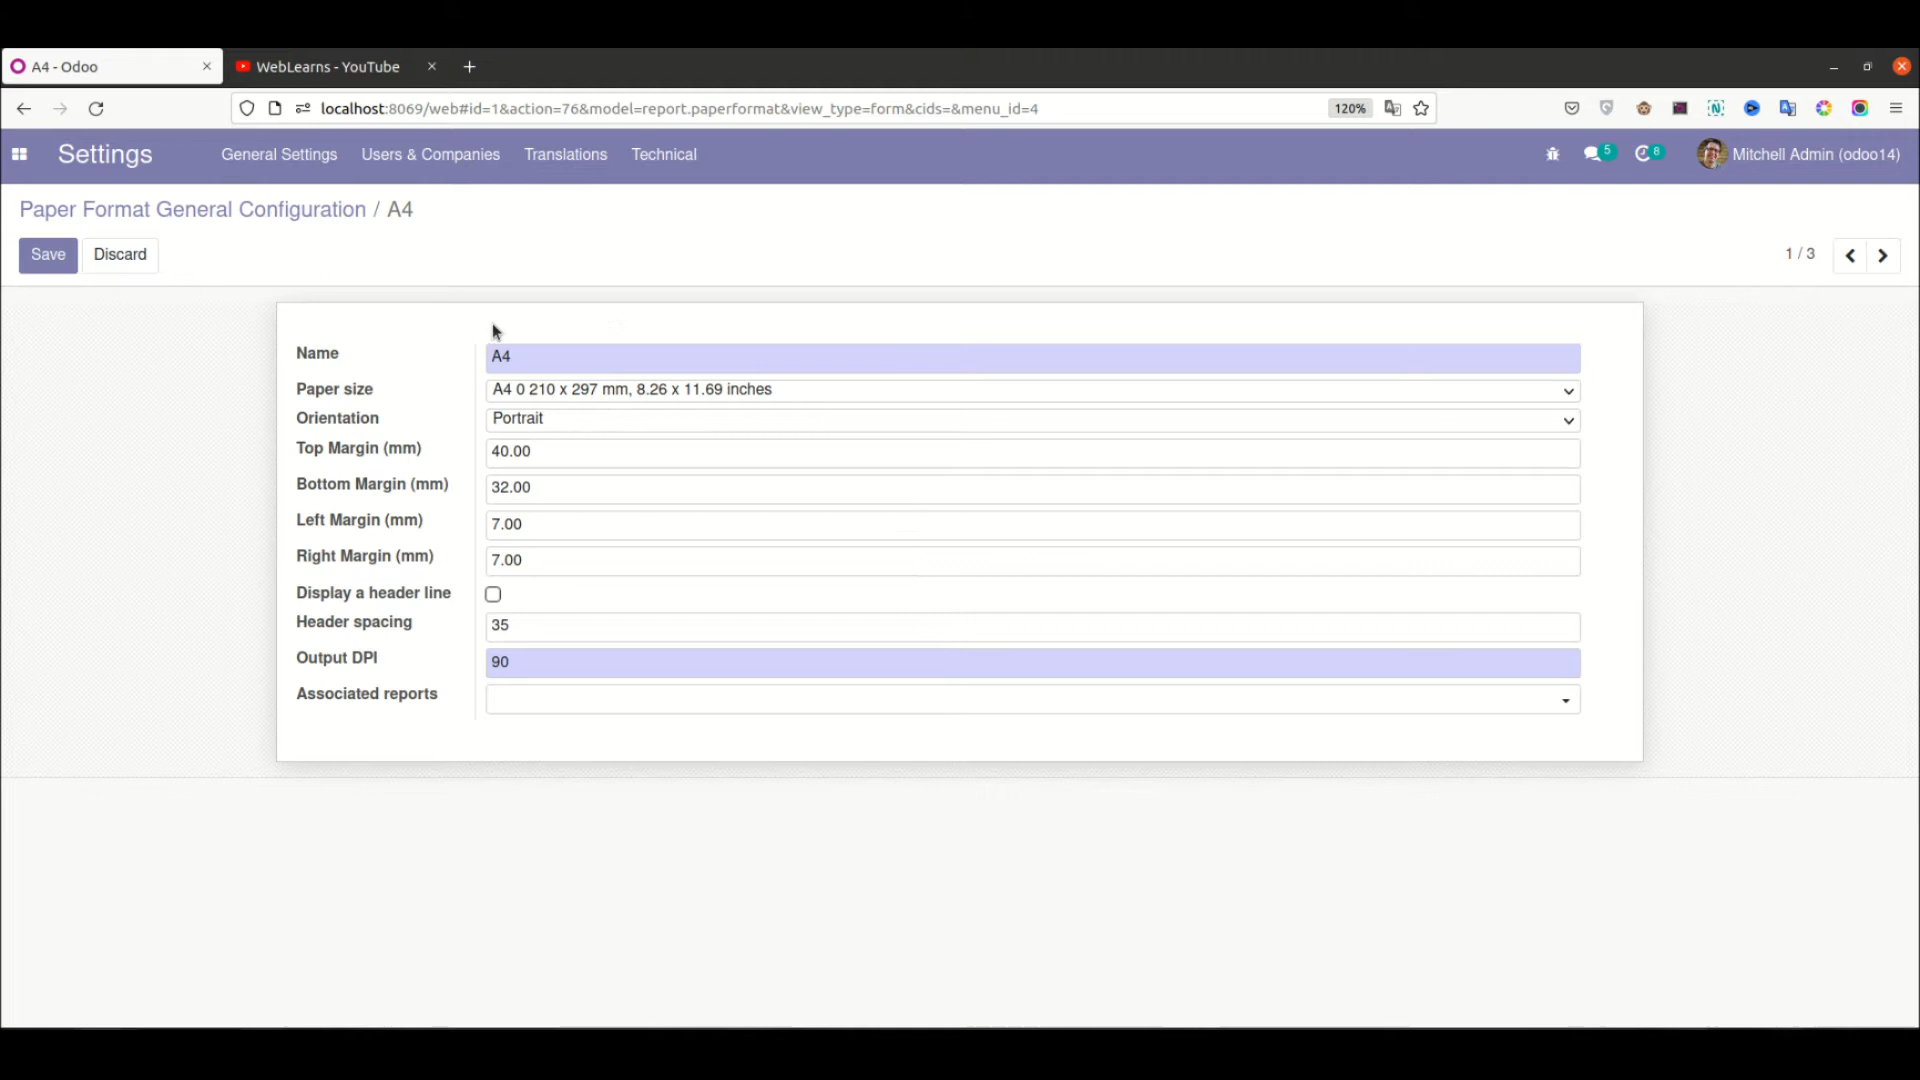 A4 - Odoo
WebLearns - YouTube
localhost:8069/web#id=1&action=76&model=report.paperformat&view_type=form&cids=&menu_id=4
120%
Settings
General Settings
Users & Companies
Translations
Technical
5
8
Mitchell Admin (odoo14)
Paper Format General Configuration / A4
Save
Discard
1 / 3
Name
A4
Paper size
A4 0 210 x 297 mm, 8.26 x 11.69 inches
Orientation
Portrait
Top Margin (mm)
40.00
Bottom Margin (mm)
32.00
Left Margin (mm)
7.00
Right Margin (mm)
7.00
Display a header line
Header spacing
35
Output DPI
90
Associated reports